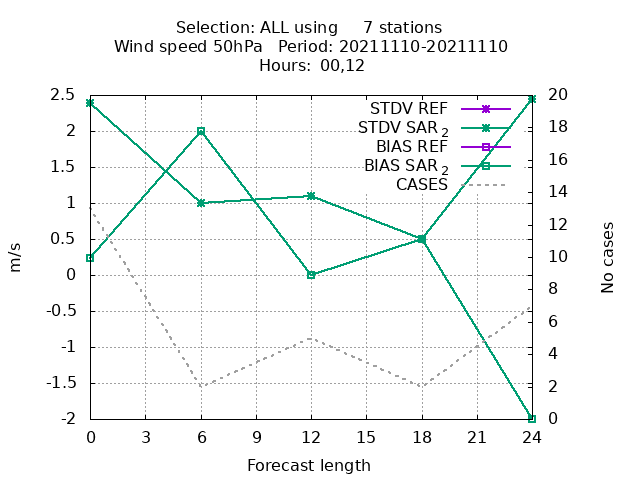 Selection: ALL using     7 stations
Wind speed 50hPa   Period: 20211110-20211110
Hours: 00,12
STDV REF
STDV SAR 2
BIAS REF
BIAS SAR 2
CASES
2.5
2
1.5
1
0.5
0
-0.5
-1
-1.5
-2
m/s
20
18
16
14
12
10
8
6
4
2
0
No cases
0 3 6 9 12 15 18 21 24
Forecast length